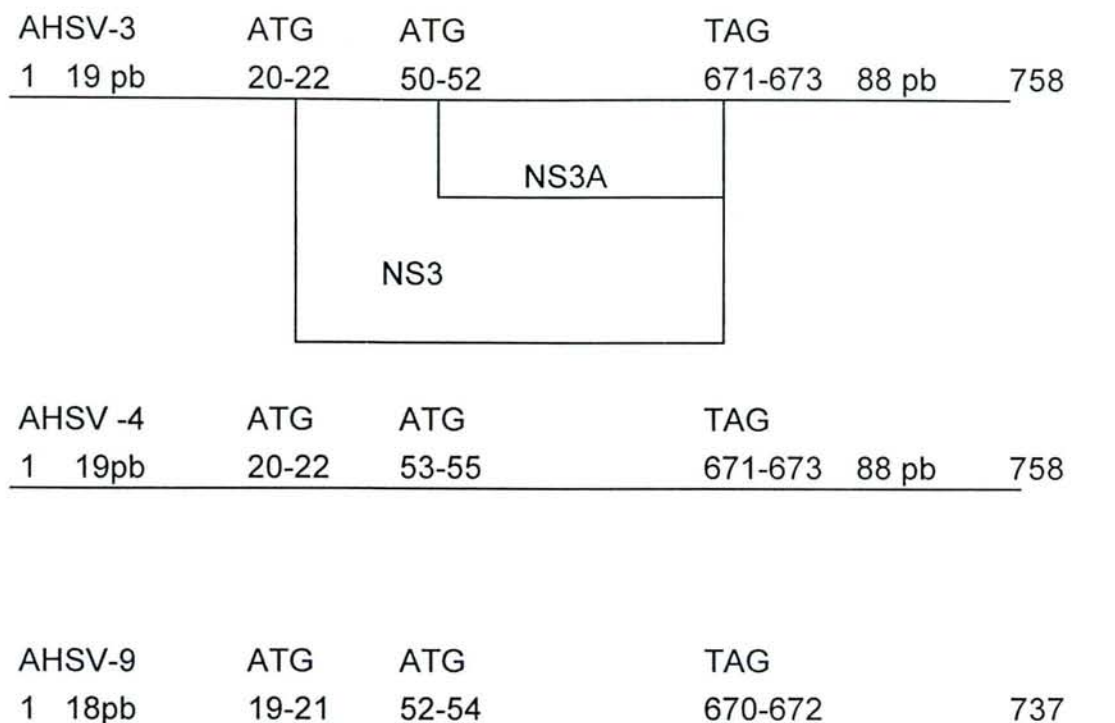 AHSV-3 ATG ATG TAG
1 19 pb 20-22 50-52 671-673 88 pb 758
NS3A
NS3
AHSV -4 ATG ATG TAG
1 19pb 20-22 53-55 671-673 88 pb 758
AHSV-9 ATG ATG TAG
1 18pb 19-21 52-54 670-672 737